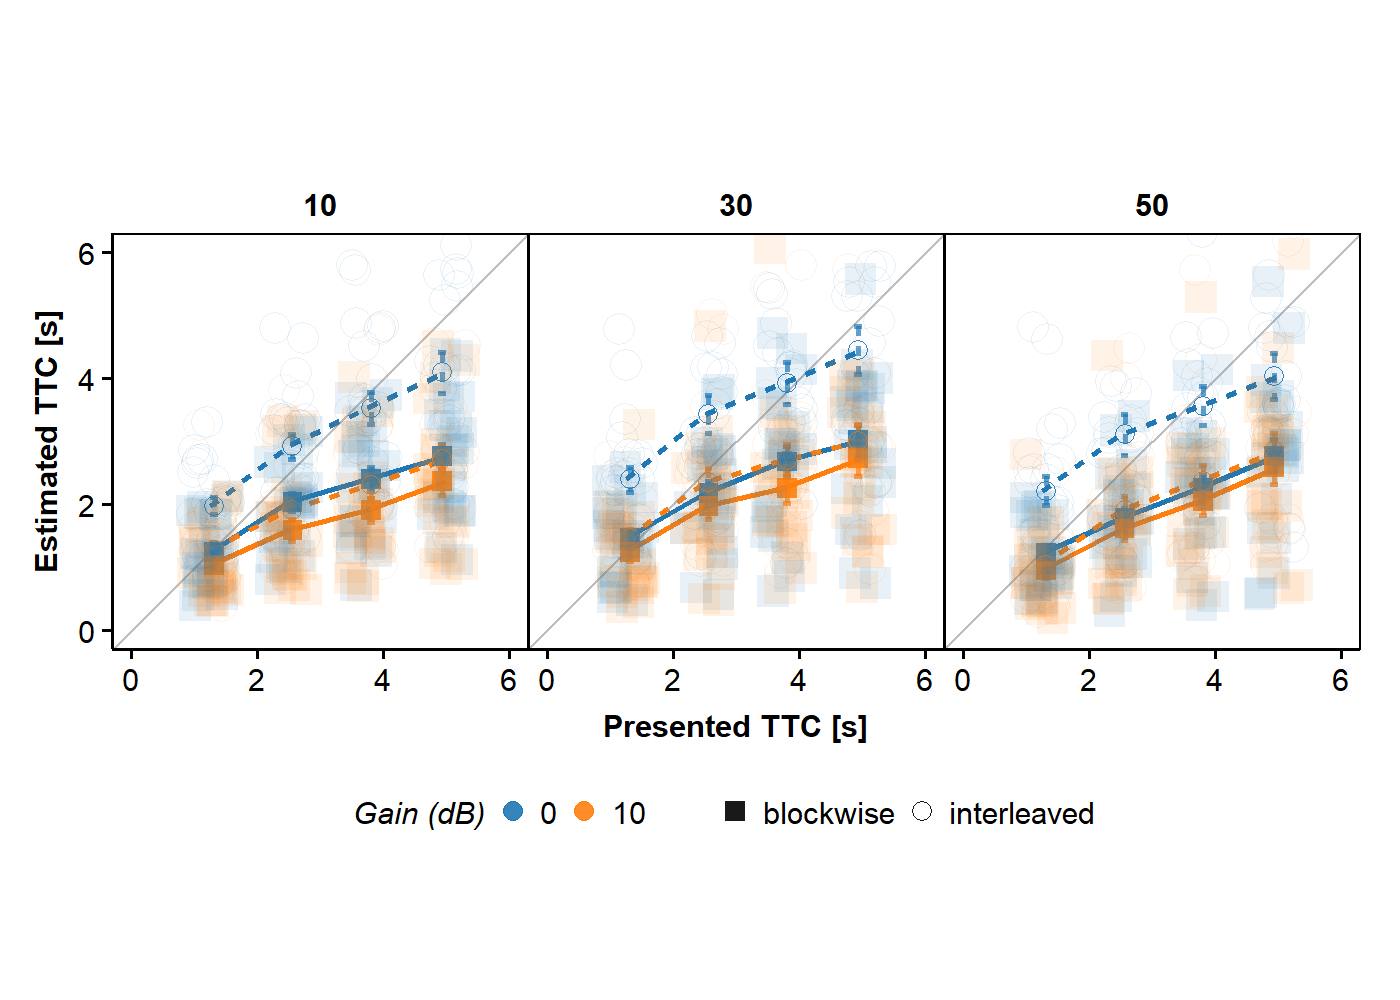 10 30 50
6
4
2
0
Estimated TTC [s]
0 2 4 6 0 2 4 6 0 2 4 6
Presented TTC [s]
Gain (dB) 0 10 blockwise interleaved